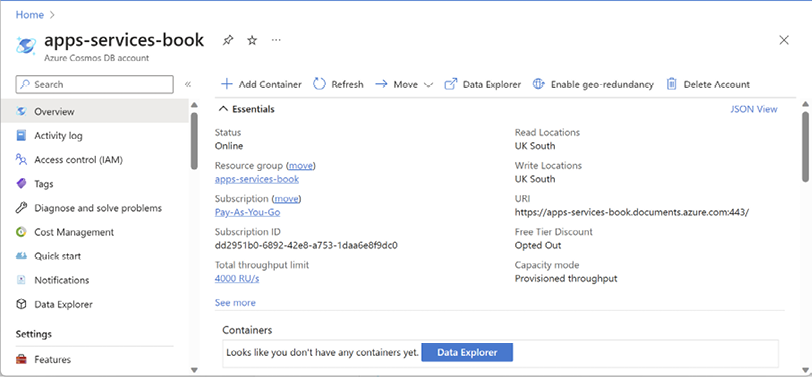 Home
apps-services-book
Azure Cosmos DB account
Search
Overview
Activity log
Access control (IAM)
Tags
Diagnose and solve problems
Cost Management
Quick start
Notifications
Data Explorer
Settings
Features
Add Container Refresh Move Data Explorer Enable geo-redundancy Delete Account
Essentials JSON View
Status
Online
Resource group (move)
apps-services-book
Subscription (move)
Pay-As-You-Go
Subscription ID
dd2951b0-6892-42e8-a753-1daa6e8f9dc0
Total throughput limit
4000 RU/s
See more
Read Locations
UK South
Write Locations
UK South
URI
https://apps-services-book.documents.azure.com:443/
Free Tier Discount
Opted Out
Capacity mode
Provisioned throughput
Containers
Looks like you don't have any containers yet. Data Explorer